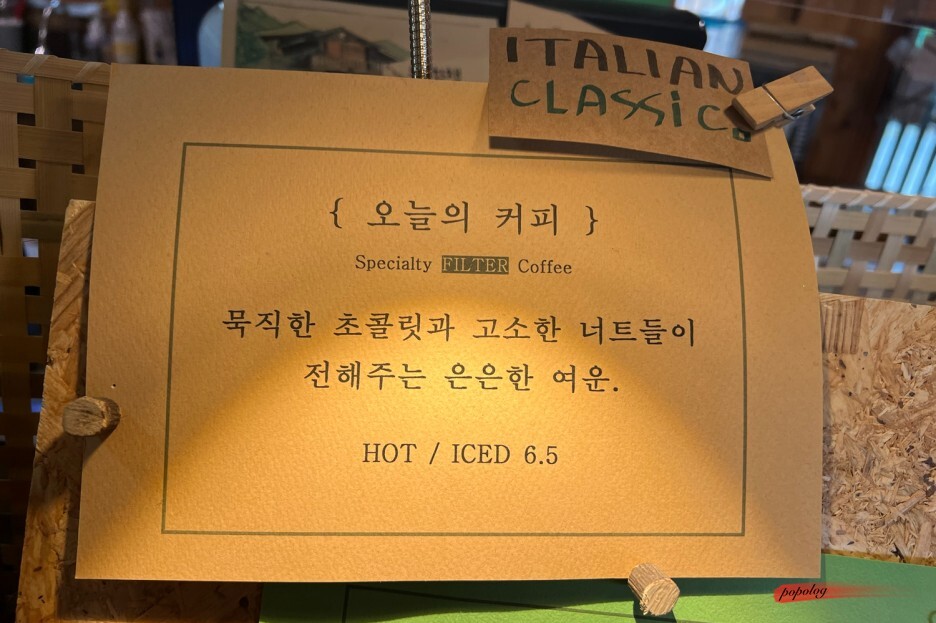 ITALIAN
CLASSIC
{ 오늘의 커피 }
Specialty FILTER Coffee
묵직한 초콜릿과 고소한 너트들이
전해주는 은은한 여운.
HOT / ICED 6.5
popolog